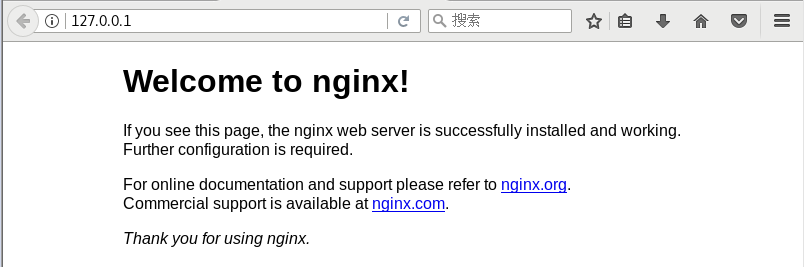 127.0.0.1
搜索
Welcome to nginx!
If you see this page, the nginx web server is successfully installed and working.
Further configuration is required.
For online documentation and support please refer to nginx.org.
Commercial support is available at nginx.com.
Thank you for using nginx.